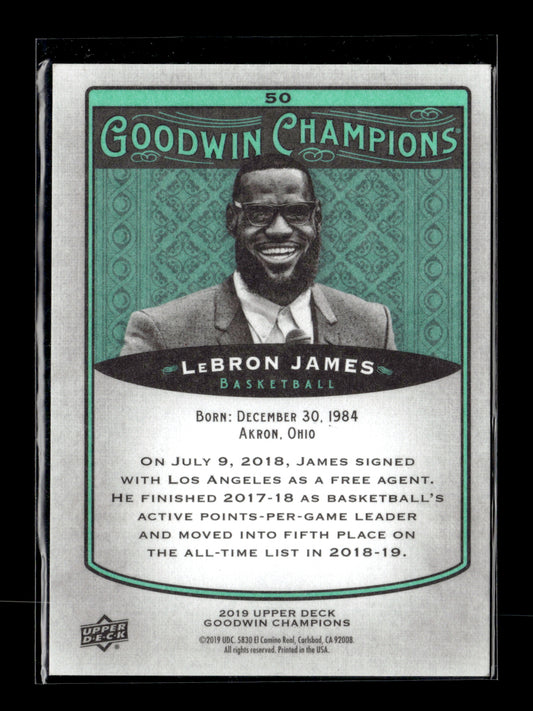 50
GOODWIN CHAMPIONS®
LEBRON JAMES
BASKETBALL
BORN: DECEMBER 30, 1984
AKRON, OHIO
ON JULY 9, 2018, JAMES SIGNED
WITH LOS ANGELES AS A FREE AGENT.
HE FINISHED 2017-18 AS BASKETBALL'S
ACTIVE POINTS-PER-GAME LEADER
AND MOVED INTO FIFTH PLACE ON
THE ALL-TIME LIST IN 2018-19.
2019 UPPER DECK
GOODWIN CHAMPIONS
UPPER
D·E·C·K
©2019 UDC. 5830 El Camino Real, Carlsbad, CA 92008.
All rights reserved. Printed in the USA.